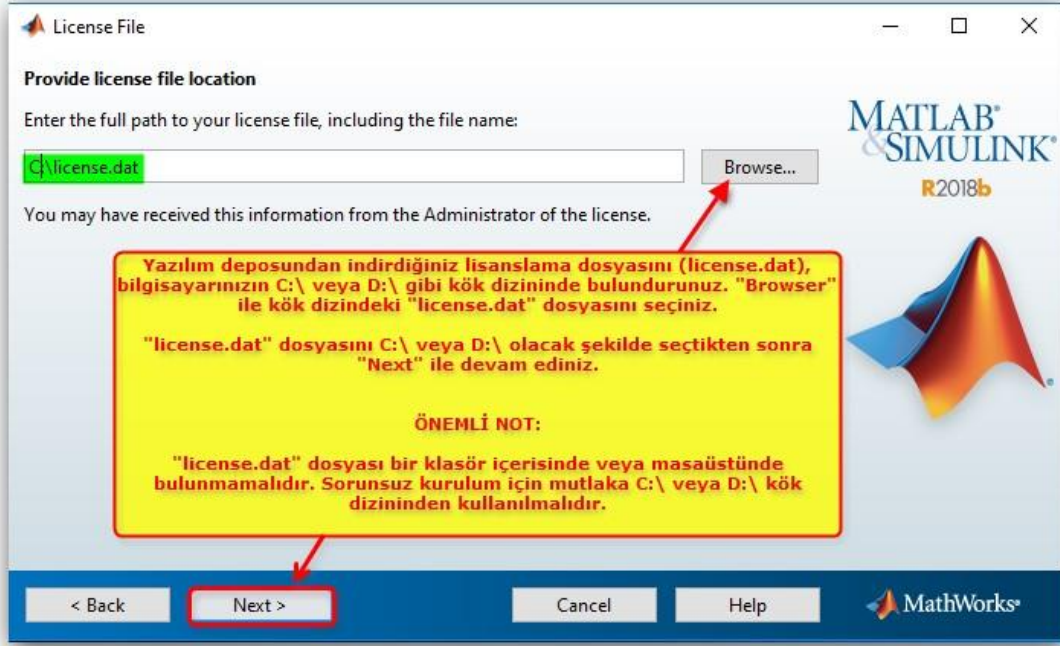 License File
Provide license file location
Enter the full path to your license file, including the file name:
C:\license.dat
Browse...
You may have received this information from the Administrator of the license.
MATLAB®
&SIMULINK®
R2018b
Yazılım deposundan indirdiğiniz lisanslama dosyasını (license.dat),
bilgisayarınızın C:\ veya D:\ gibi kök dizininde bulundurunuz. "Browser"
ile kök dizindeki "license.dat" dosyasını seçiniz.
"license.dat" dosyasını C:\ veya D:\ olacak şekilde seçtikten sonra
"Next" ile devam ediniz.
ÖNEMLİ NOT:
"license.dat" dosyası bir klasör içerisinde veya masaüstünde
bulunmamalıdır. Sorunsuz kurulum için mutlaka C:\ veya D:\ kök
dizininden kullanılmalıdır.
< Back
Next >
Cancel
Help
MathWorks®